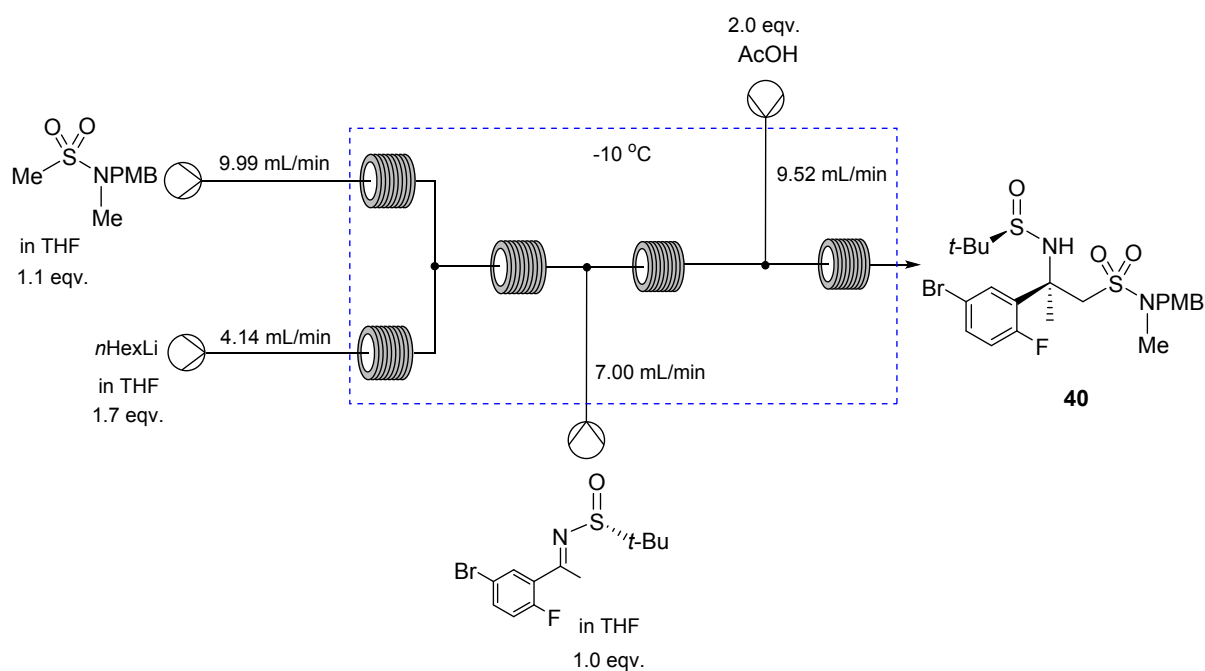 2.0 eqv.
AcOH
-10 °C
9.99 mL/min
9.52 mL/min
O O
S
Me NPMB
Me
in THF
1.1 eqv.
O
S
t-Bu NH
O O
S
Br
N PMB
F
Me
40
4.14 mL/min
nHexLi
in THF
1.7 eqv.
7.00 mL/min
O
S
N t-Bu
Br
F
in THF
1.0 eqv.